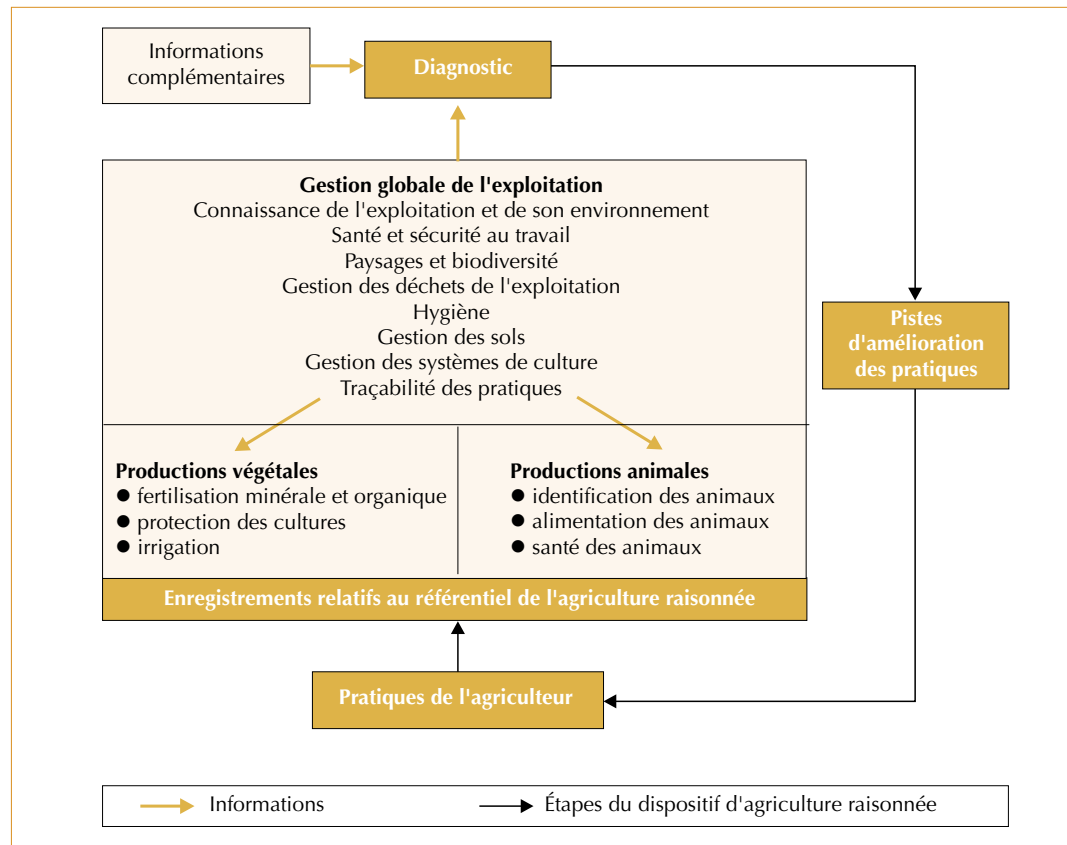 Informations
complémentaires
Diagnostic
Gestion globale de l'exploitation
Connaissance de l'exploitation et de son environnement
Santé et sécurité au travail
Paysages et biodiversité
Gestion des déchets de l'exploitation
Hygiène
Gestion des sols
Gestion des systèmes de culture
Traçabilité des pratiques
Pistes
d'amélioration
des pratiques
Productions végétales
● fertilisation minérale et organique
● protection des cultures
● irrigation
Productions animales
● identification des animaux
● alimentation des animaux
● santé des animaux
Enregistrements relatifs au référentiel de l'agriculture raisonnée
Pratiques de l'agriculteur
Informations
Étapes du dispositif d'agriculture raisonnée